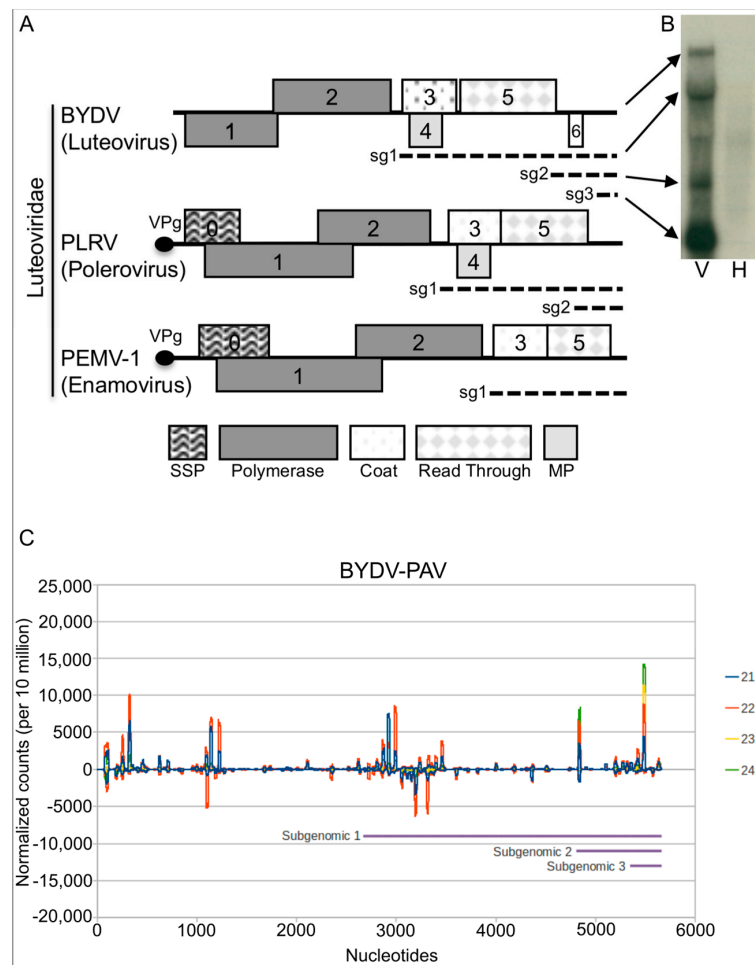 A
B
BYDV
(Luteovirus)
1
2
3
4
5
6
sg1
sg2
sg3
Luteoviridae
VPg
PLRV
(Polerovirus)
0
1
2
3
4
5
sg1
sg2
V H
VPg
PEMV-1
(Enamovirus)
0
1
2
3
5
sg1
SSP Polymerase Coat Read Through MP
C
BYDV-PAV
Normalized counts (per 10 million)
25,000
20,000
15,000
10,000
5000
0
-5000
-10,000
-15,000
-20,000
21
22
23
24
Subgenomic 1
Subgenomic 2
Subgenomic 3
0 1000 2000 3000 4000 5000 6000
Nucleotides